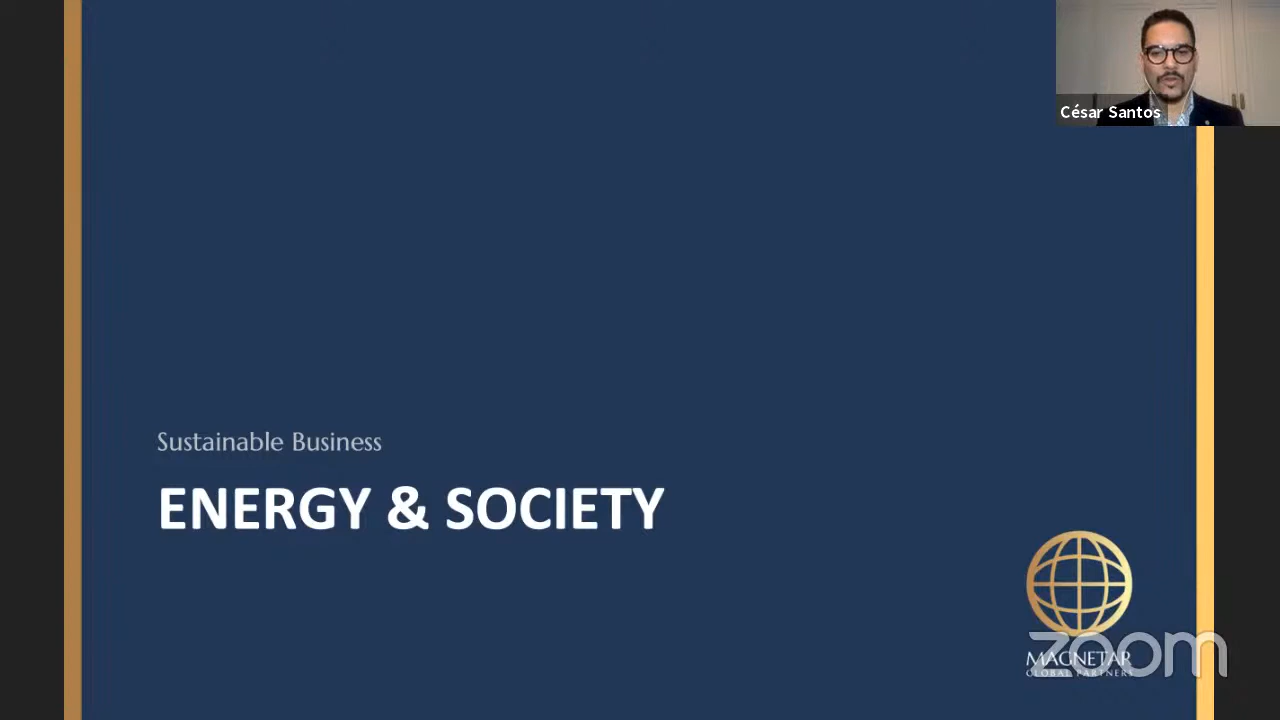 César Santos
Sustainable Business
ENERGY & SOCIETY
MAGNETAR
GLOBAL PARTNERS
zoom